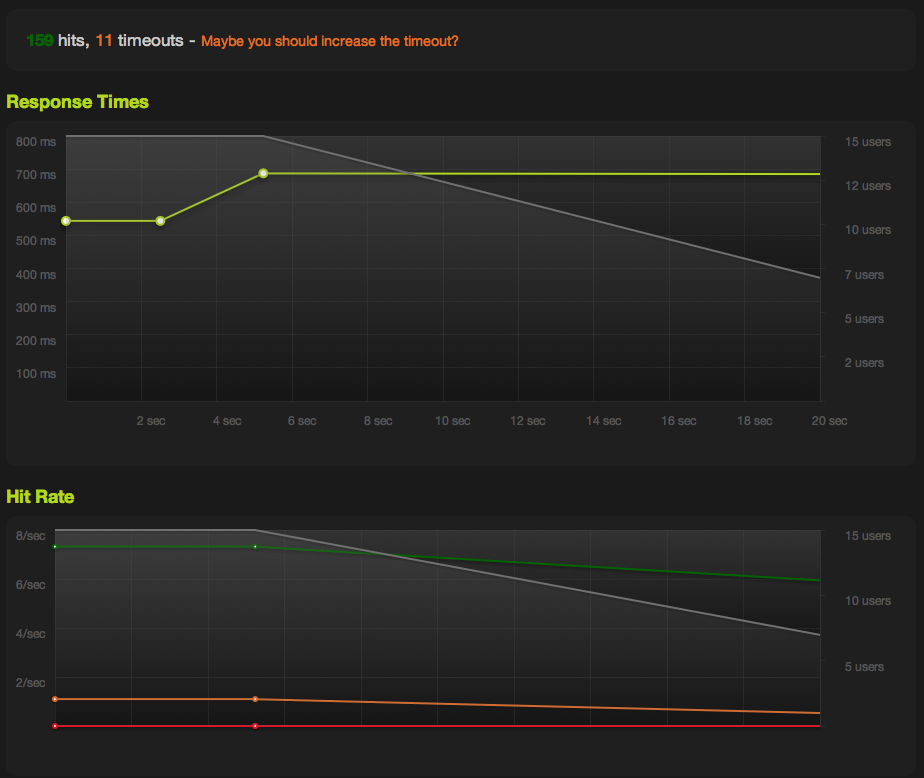 159 hits, 11 timeouts - Maybe you should increase the timeout?
Response Times
800 ms
700 ms
600 ms
500 ms
400 ms
300 ms
200 ms
100 ms
15 users
12 users
10 users
7 users
5 users
2 users
2 sec 4 sec 6 sec 8 sec 10 sec 12 sec 14 sec 16 sec 18 sec 20 sec
Hit Rate
8/sec
6/sec
4/sec
2/sec
15 users
10 users
5 users